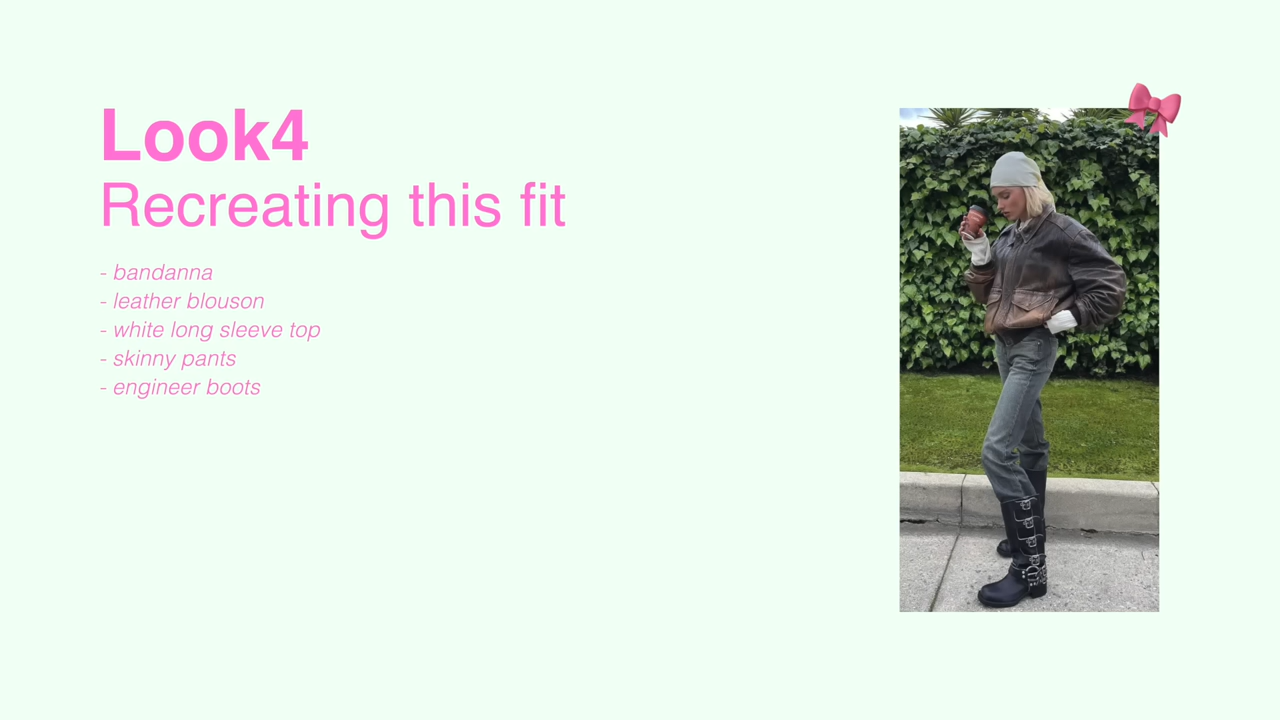 Look4
Recreating this fit
- bandanna
- leather blouson
- white long sleeve top
- skinny pants
- engineer boots